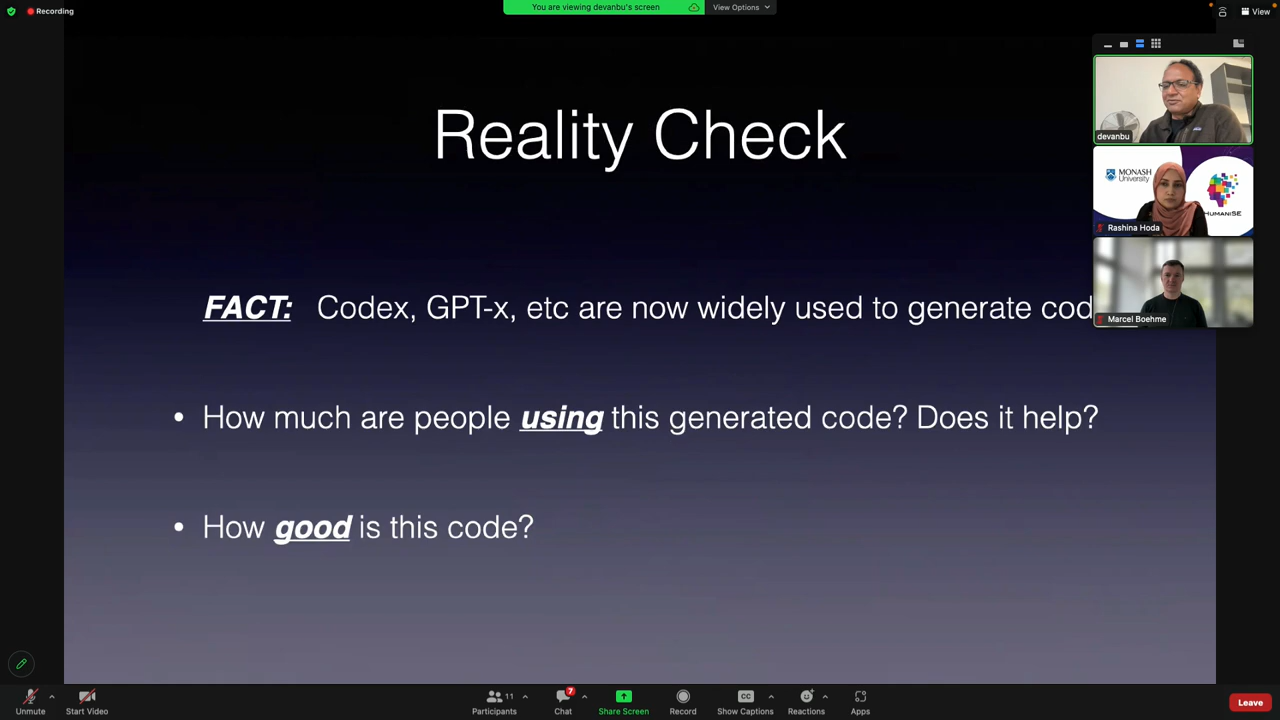 Recording
You are viewing devanbu's screen
View Options
View
Reality Check
devanbu
MONASH
University
HUMANISE
Rashina Hoda
FACT: Codex, GPT-x, etc are now widely used to generate cod
Marcel Boehme
• How much are people using this generated code? Does it help?
• How good is this code?
Unmute
Start Video
11
Participants
7
Chat
Share Screen
Record
CC
Show Captions
Reactions
Apps
Leave